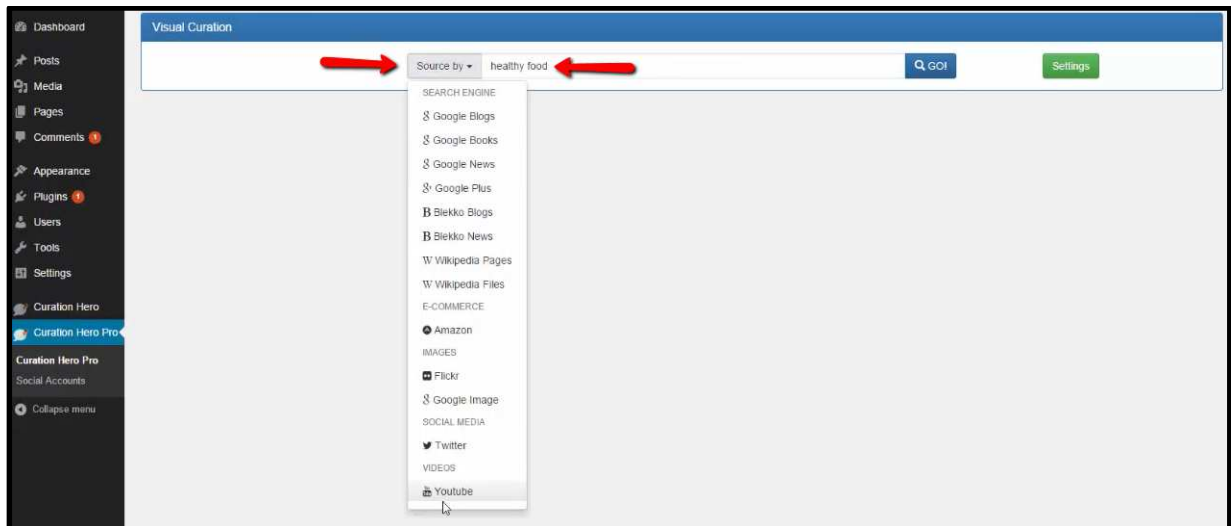 Dashboard
Posts
Media
Pages
Comments 1
Appearance
Plugins 1
Users
Tools
Settings
Curation Hero
Curation Hero Pro
Curation Hero Pro
Social Accounts
Collapse menu
Visual Curation
Source by healthy food GO! Settings
SEARCH ENGINE
Google Blogs
Google Books
Google News
Google Plus
Blekko Blogs
Blekko News
Wikipedia Pages
Wikipedia Files
E-COMMERCE
Amazon
IMAGES
Flickr
Google Image
SOCIAL MEDIA
Twitter
VIDEOS
Youtube